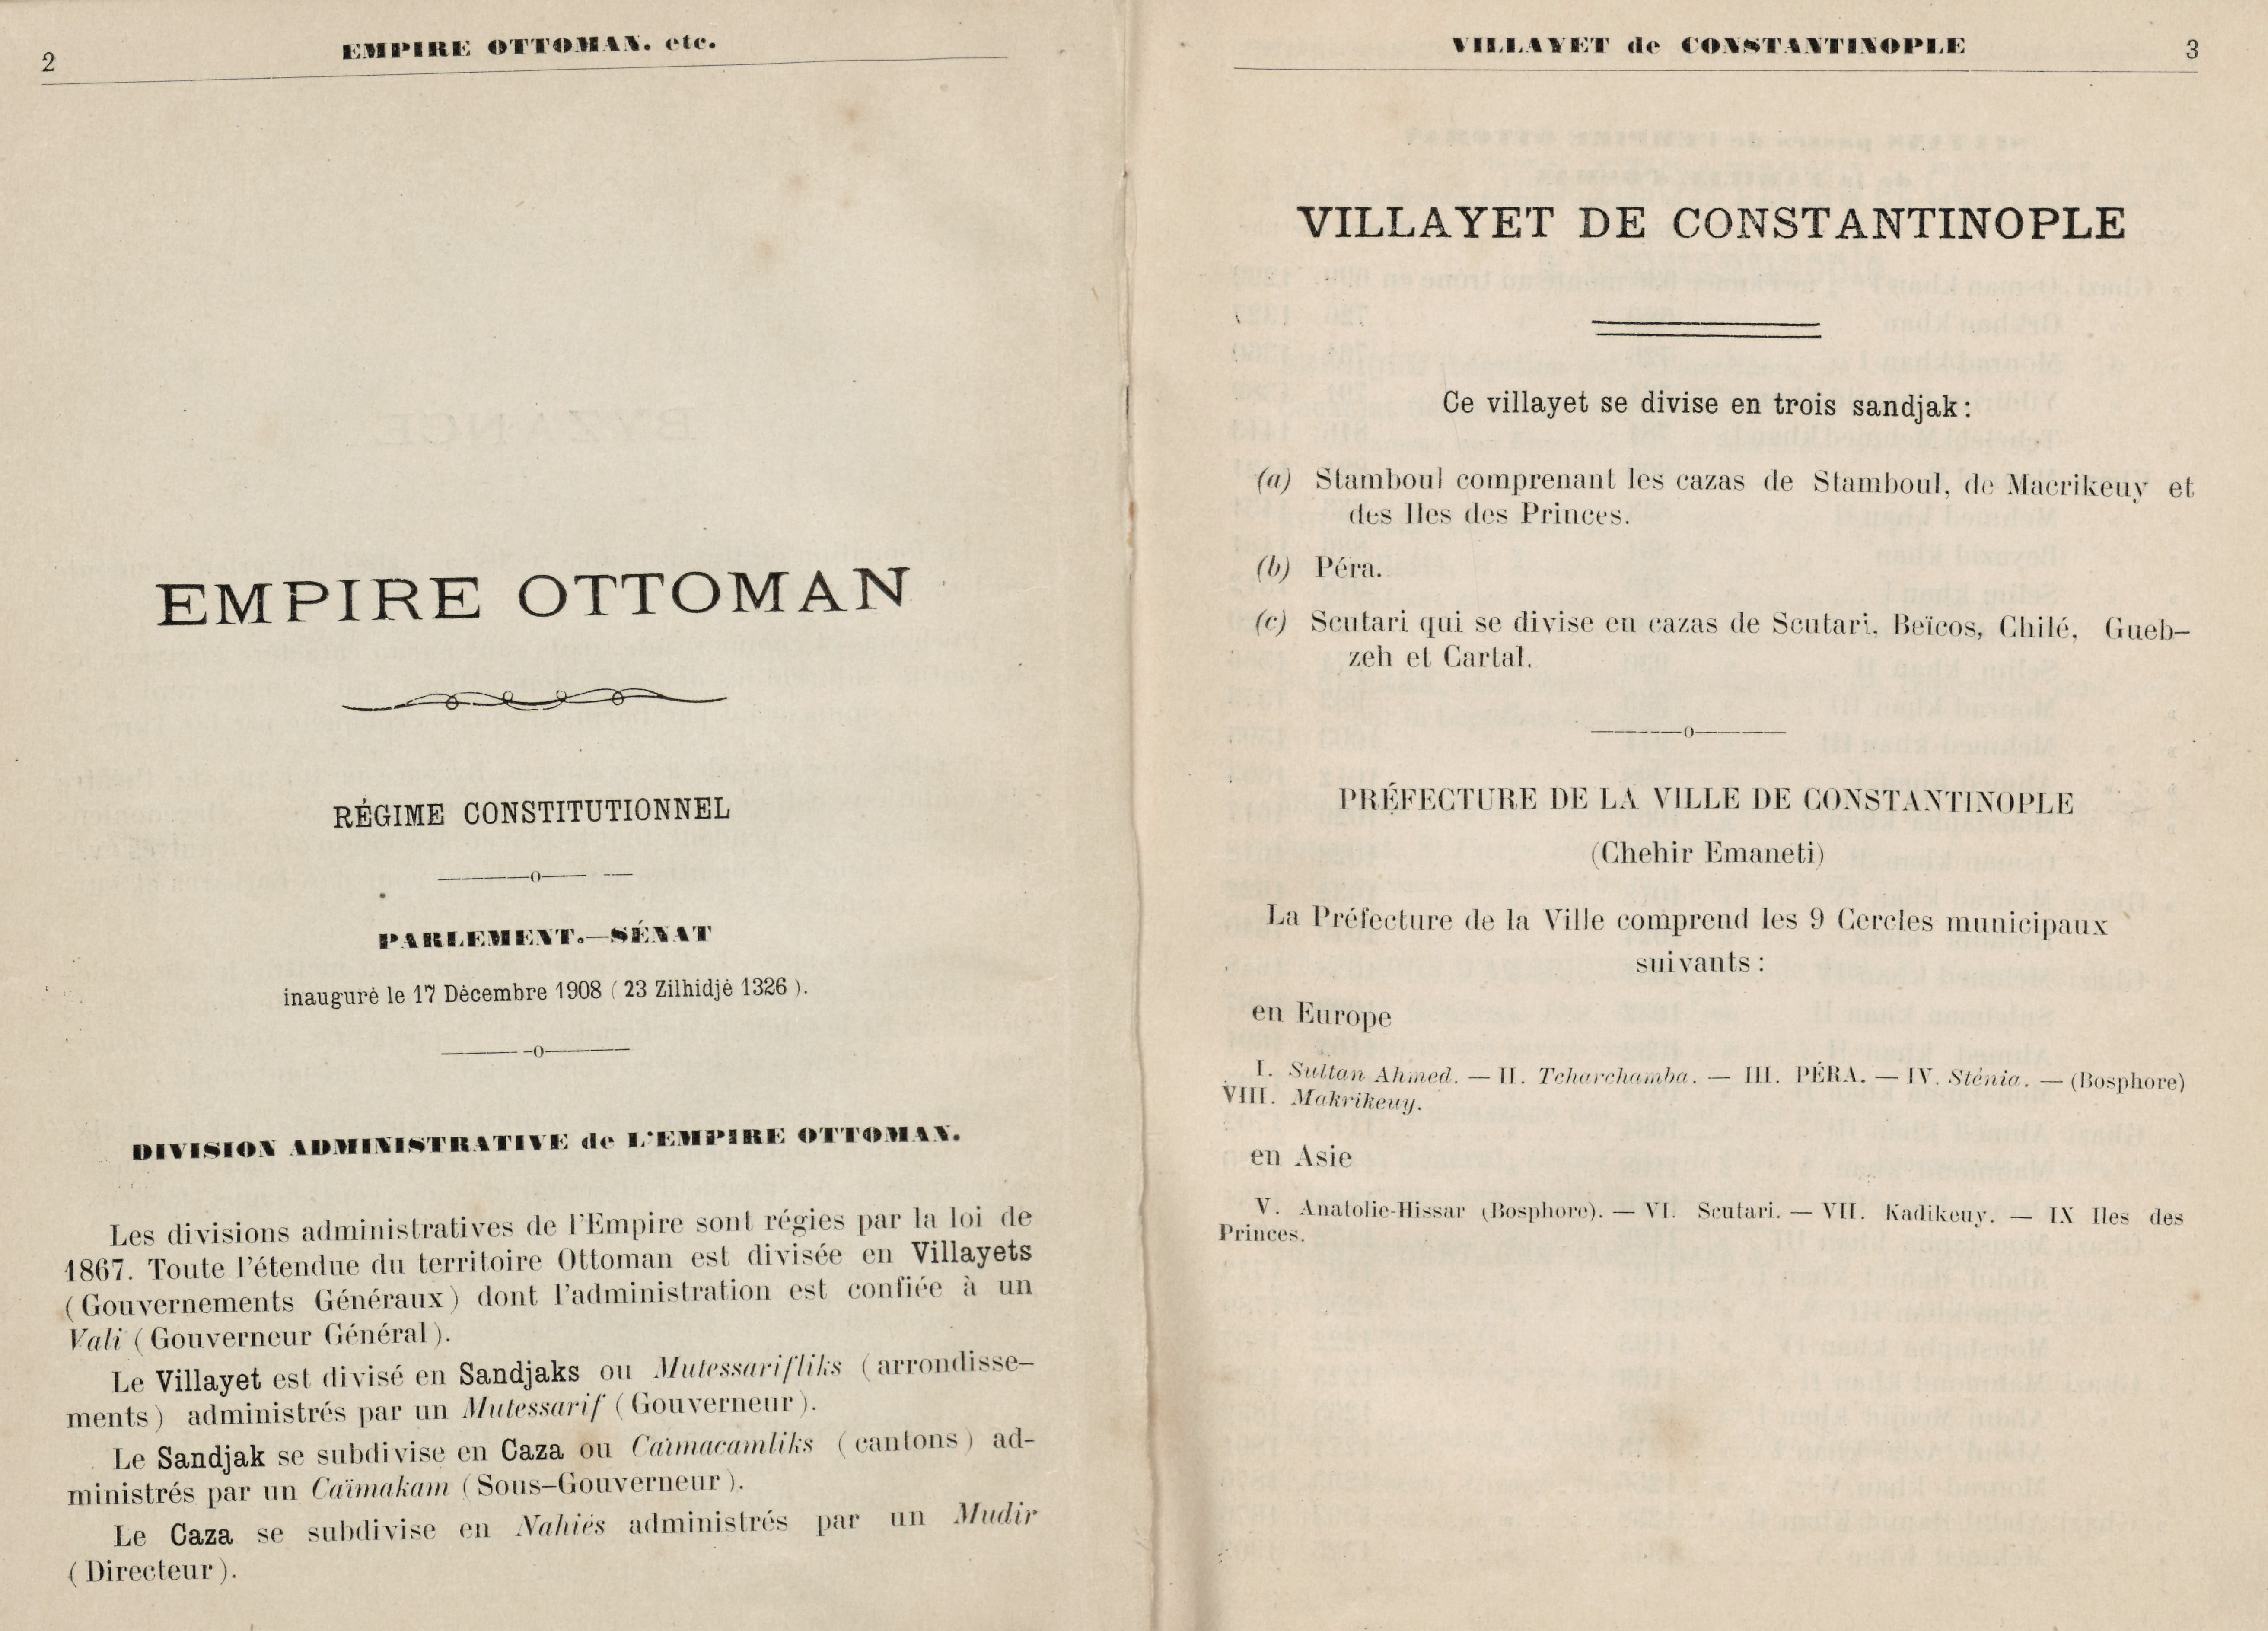 2
EMPIRE OTTOMAN. etc.
EMPIRE OTTOMAN
RÉGIME CONSTITUTIONNEL
PARLEMENT.—SÉNAT
inauguré le 17 Décembre 1908 ( 23 Zilhidjé 1326 ).
DIVISION ADMINISTRATIVE de L'EMPIRE OTTOMAN.
Les divisions administratives de l'Empire sont régies par la loi de
1867. Toute l'étendue du territoire Ottoman est divisée en Villayets
(Gouvernements Généraux) dont l'administration est confiée à un
Vali (Gouverneur Général).
Le Villayet est divisé en Sandjaks ou Mutessarifliks (arrondisse-
ments) administrés par un Mutessarif (Gouverneur).
Le Sandjak se subdivise en Caza ou Caïmacamliks (cantons) ad-
ministrés par un Caïmakam (Sous-Gouverneur).
Le Caza se subdivise en Nahiés administrés par un Mudir
(Directeur).
VILLAYET de CONSTANTINOPLE
3
VILLAYET DE CONSTANTINOPLE
Ce villayet se divise en trois sandjak:
(a) Stamboul comprenant les cazas de Stamboul, de Macrikeuy et
des Iles des Princes.
(b) Péra.
(c) Scutari qui se divise en cazas de Scutari, Beïcos, Chilé, Gueb-
zeh et Cartal.
PRÉFECTURE DE LA VILLE DE CONSTANTINOPLE
(Chehir Emaneti)
La Préfecture de la Ville comprend les 9 Cercles municipaux
suivants:
en Europe
I. Sultan Ahmed. — II. Tcharchamba. — III. PÉRA. — IV. Sténia. — (Bosphore)
VIII. Makrikeuy.
en Asie
V. Anatolie-Hissar (Bosphore). — VI. Scutari. — VII. Kadikeuy. — IX Iles des
Princes.